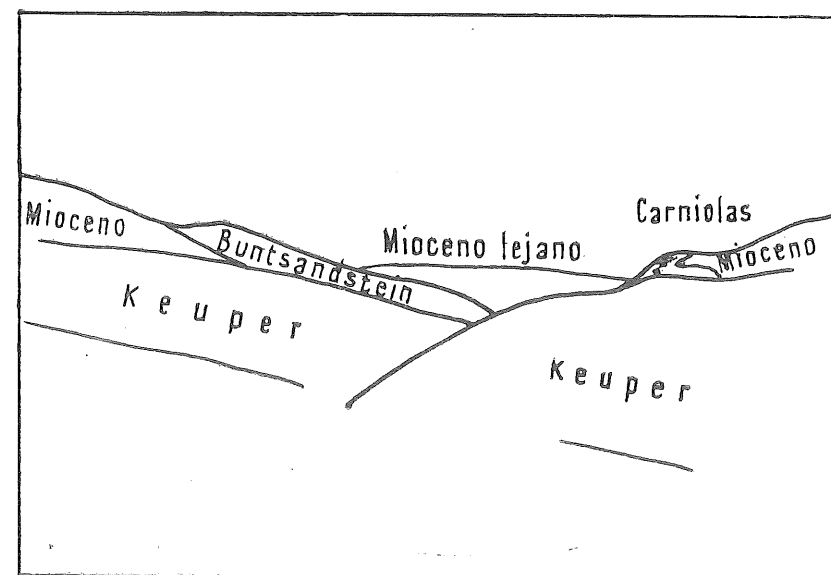 Carniolas
Mioceno
Buntsandstein
Mioceno lejano
Mioceno
Keuper
Keuper